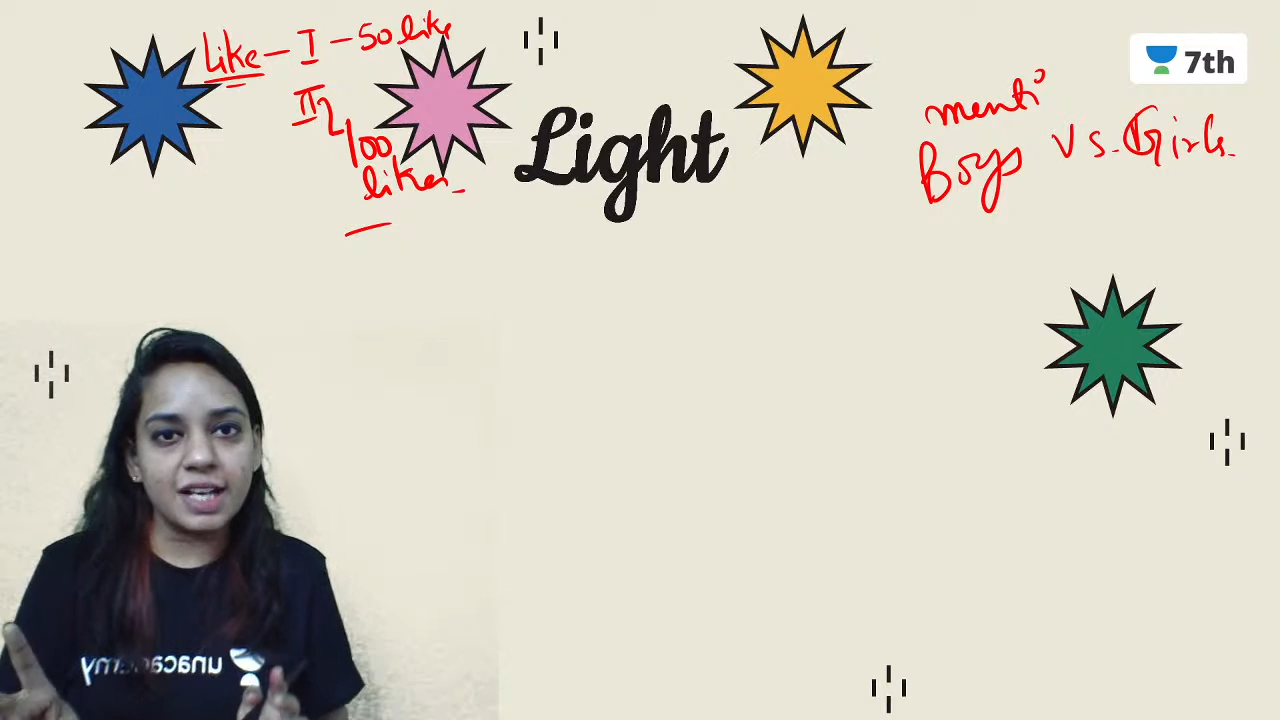 like - I - 50 like
II 100
likes
Light
menti
Boys Vs. Girls.
7th
unacademy